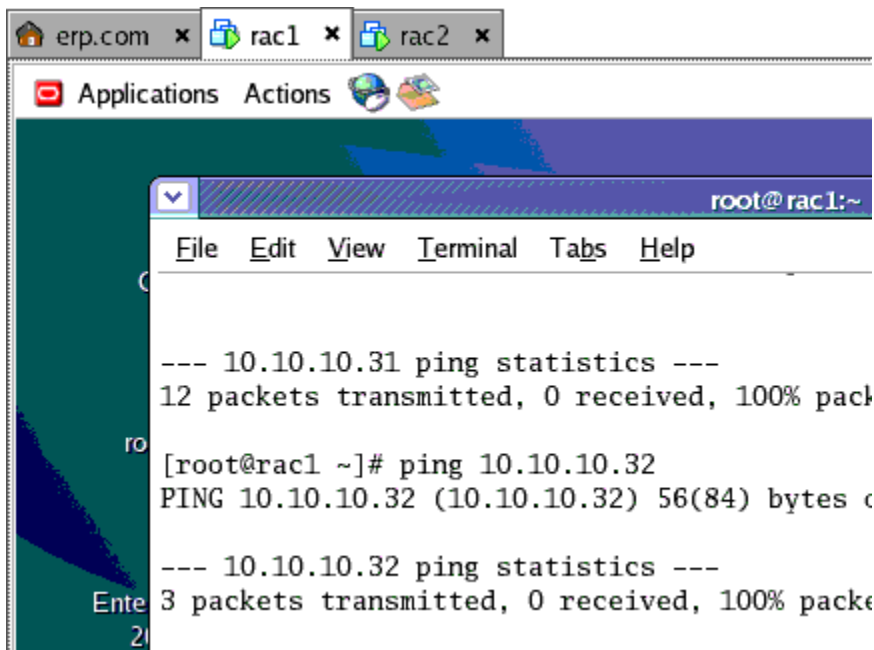 erp.com rac1 rac2
Applications Actions
root@rac1:~
File Edit View Terminal Tabs Help
--- 10.10.10.31 ping statistics ---
12 packets transmitted, 0 received, 100%
[root@rac1 ~]# ping 10.10.10.32
PING 10.10.10.32 (10.10.10.32) 56(84) bytes
--- 10.10.10.32 ping statistics ---
3 packets transmitted, 0 received, 100%